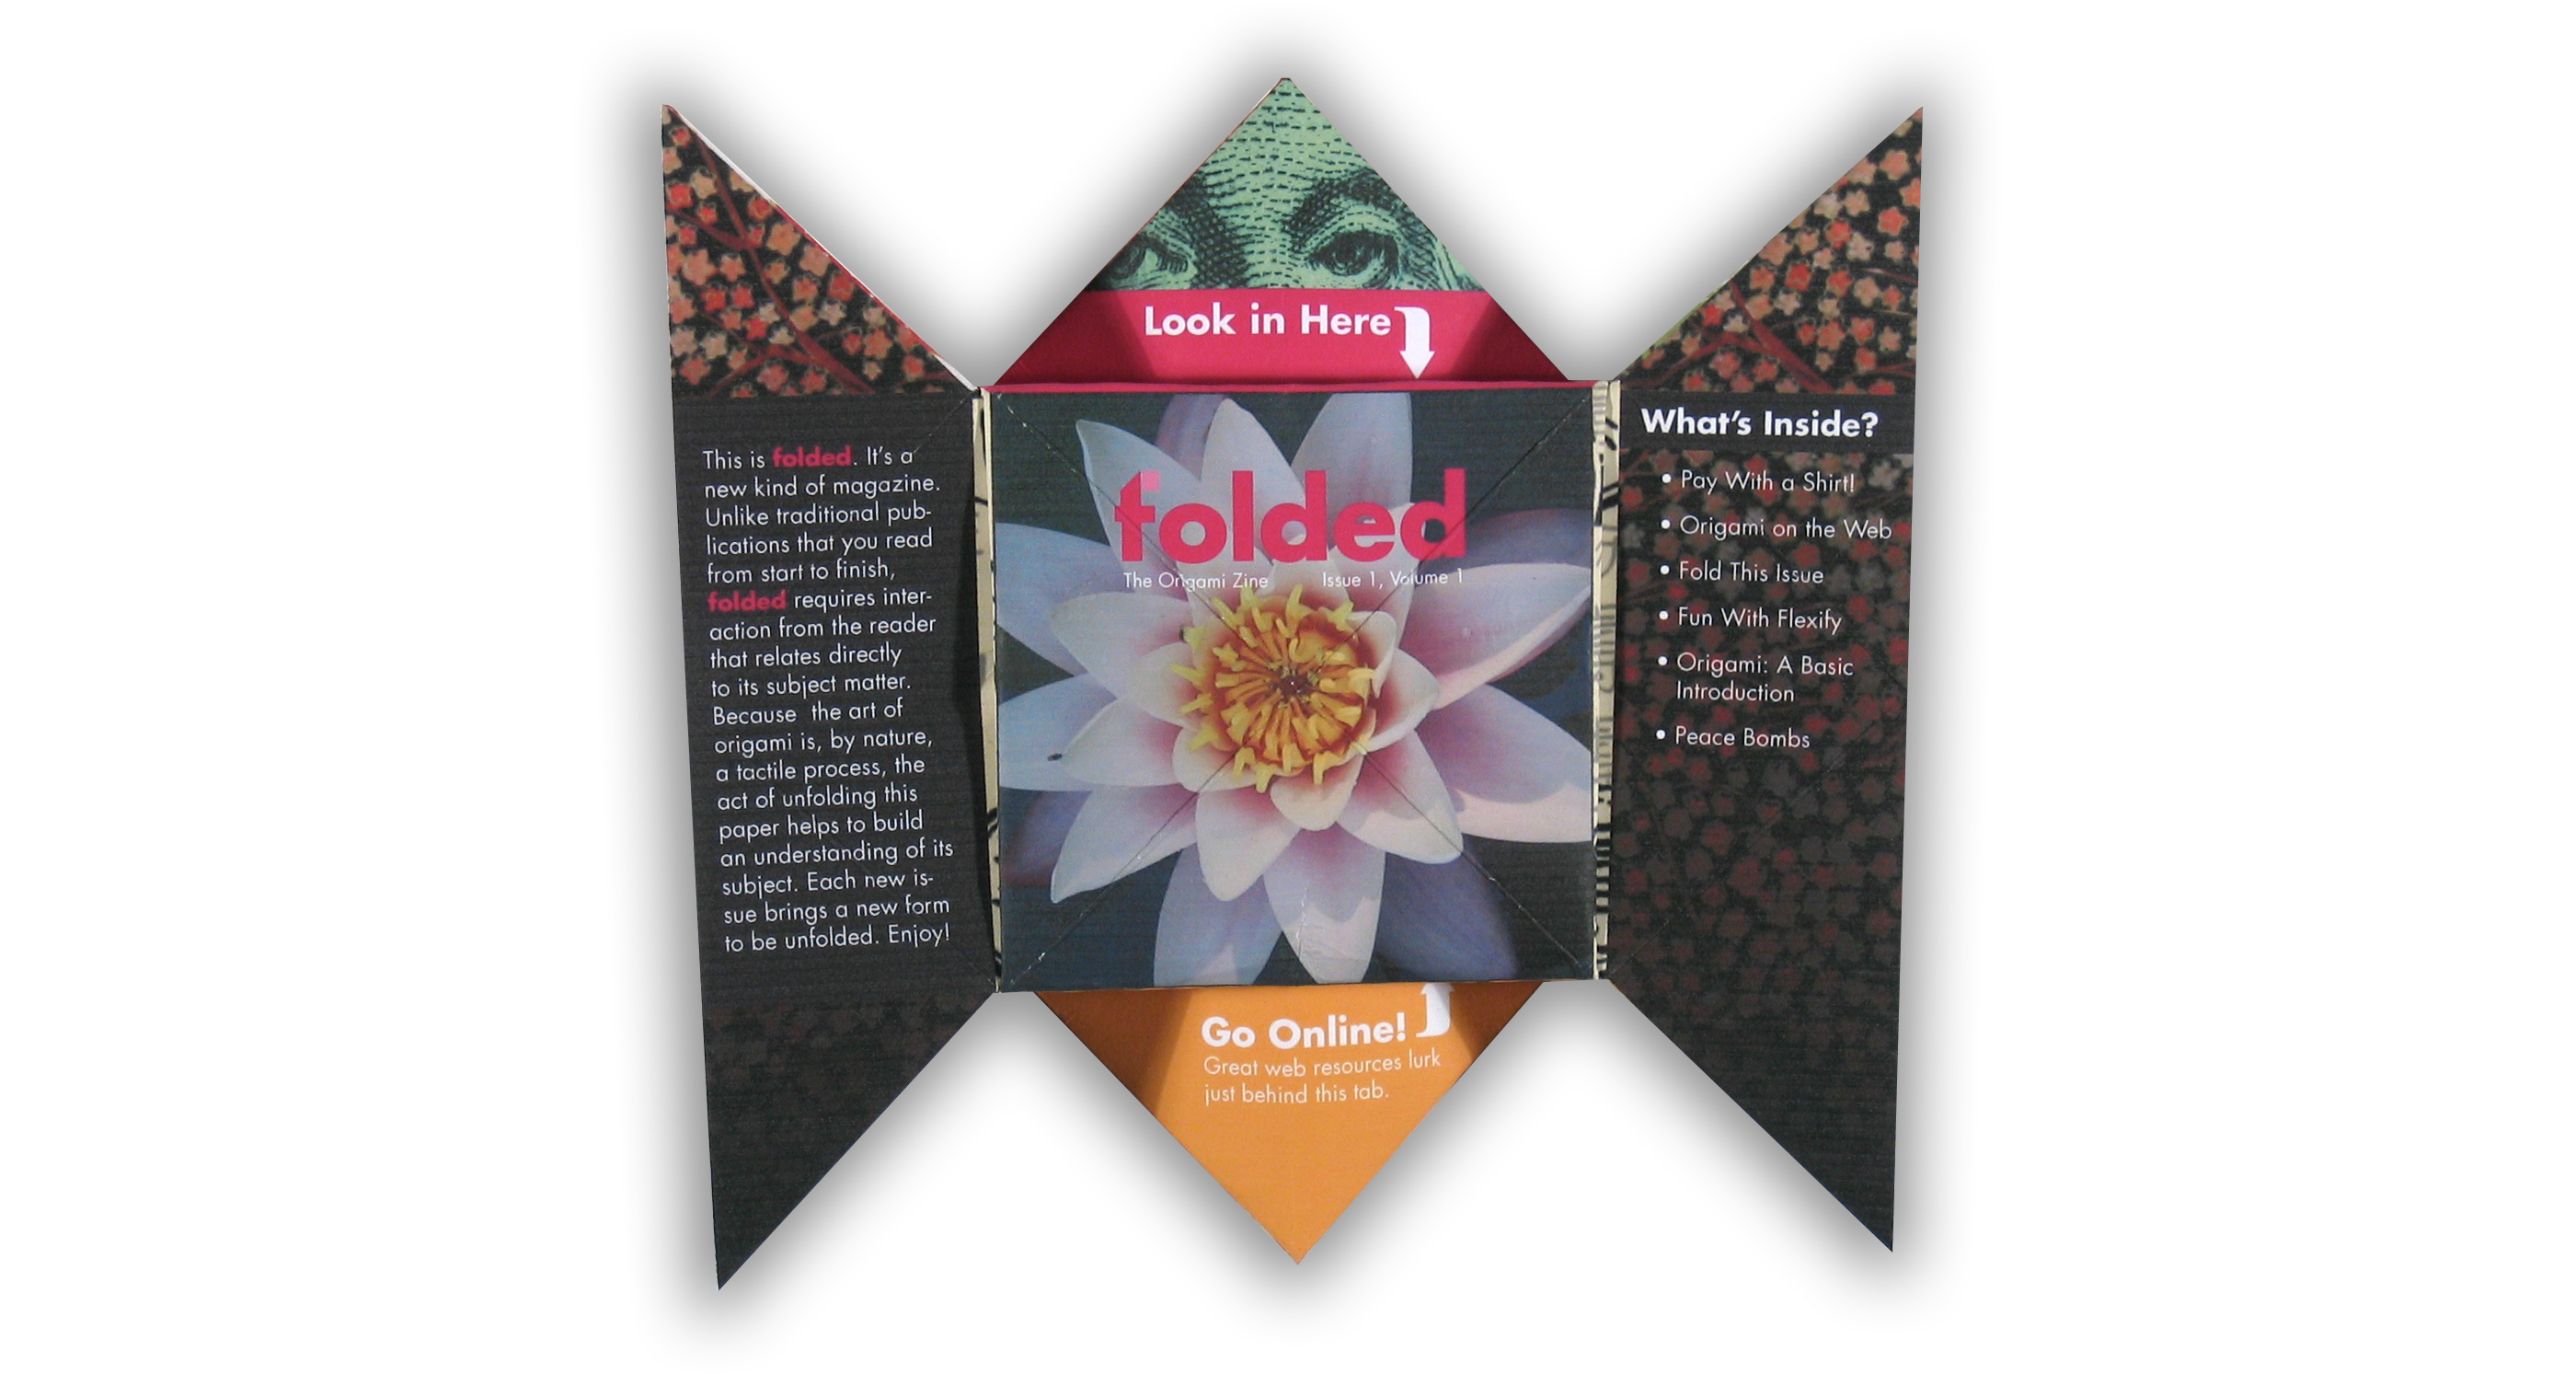 Look in Here
This is folded. It's a
new kind of magazine.
Unlike traditional pub-
lications that you read
from start to finish,
folded requires inter-
action from the reader
that relates directly
to its subject matter.
Because the art of
origami is, by nature,
a tactile process, the
act of unfolding this
paper helps to build
an understanding of its
subject. Each new is-
sue brings a new form
to be unfolded. Enjoy!
folded
The Origami Zine
Issue 1, Volume 1
What's Inside?
• Pay With a Shirt!
• Origami on the Web
• Fold This Issue
• Fun With Flexify
• Origami: A Basic
Introduction
• Peace Bombs
Go Online!
Great web resources lurk
just behind this tab.